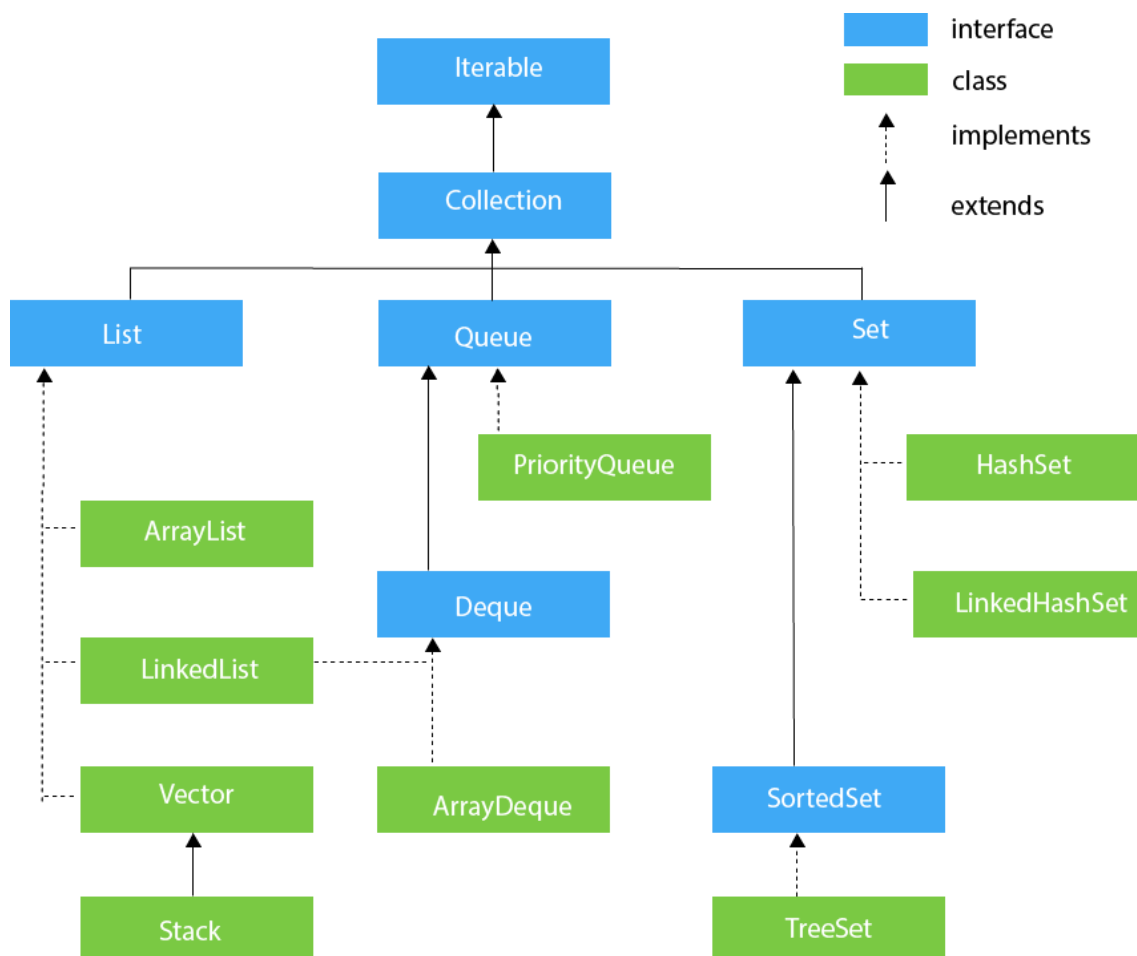 interface
Iterable
class
implements
Collection
extends
List
Queue
Set
PriorityQueue
HashSet
ArrayList
Deque
LinkedHashSet
LinkedList
Vector
ArrayDeque
SortedSet
Stack
TreeSet